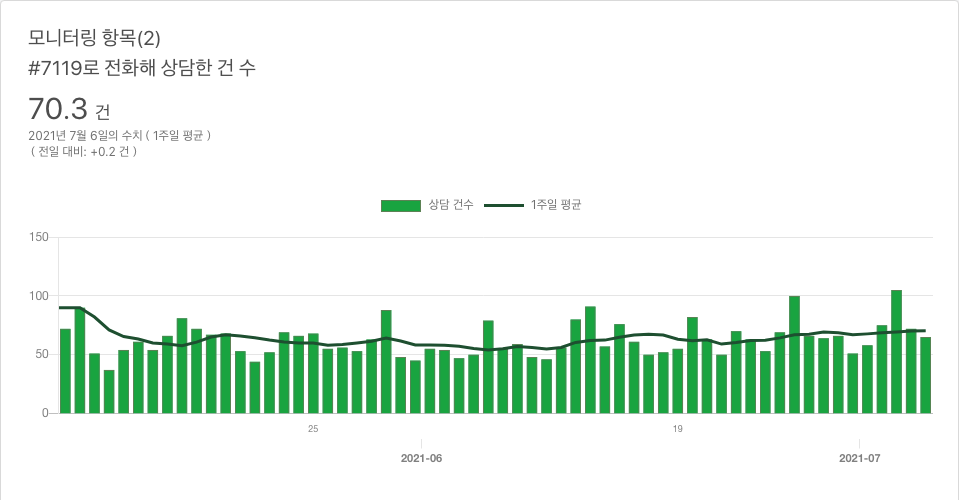 모니터링 항목(2)
#7119로 전화해 상담한 건 수
70.3 건
2021년 7월 6일의 수치 ( 1주일 평균 )
( 전일 대비: +0.2 건 )
상담 건수 1주일 평균
150
100
50
0
25 19
2021-06 2021-07